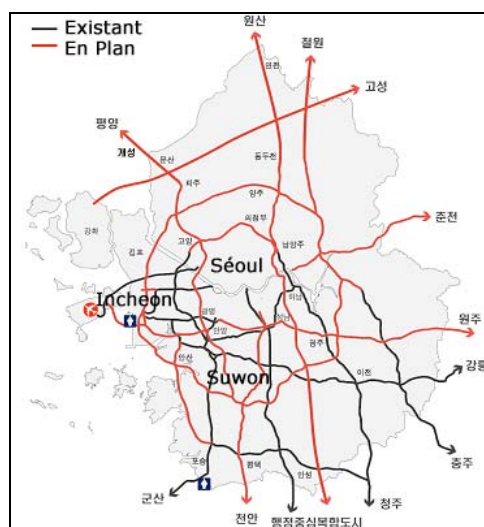 Existant
En Plan
원산
철원
고성
평양
개성
연천
문산
동두천
파주
강화
양주
의정부
춘천
김포
고양
남양주
Séoul
하남
Incheon
광명
안양
성남
원주
광주
안산
Suwon
이천
강릉
포승
평택
안성
충주
군산
천안
행정중심복합도시
청주